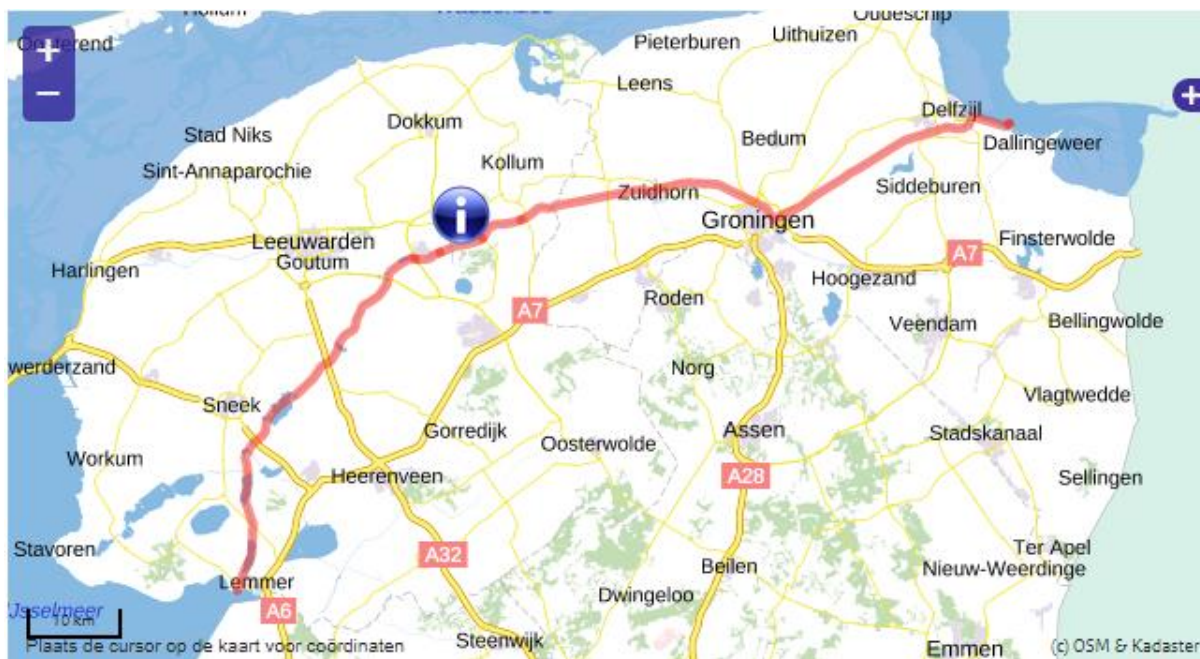 Oudeschip
Uithuizen
+
Pieterburen
−
Leens
+
Delfzijl
Dokkum
Stad Niks
Bedum
Dallingeweer
Kollum
Sint-Annaparochie
Siddeburen
Zuidhorn
i
Groningen
Leeuwarden
Finsterwolde
Goutum
A7
Harlingen
Hoogezand
Roden
A7
Veendam
Bellingwolde
werderzand
Norg
Vlagtwedde
Sneek
Gorredijk
Assen
Stadskanaal
Oosterwolde
Workum
Heerenveen
A28
Sellingen
Stavoren
A32
Ter Apel
Beilen
Nieuw-Weerdinge
Lemmer
Dwingeloo
A6
IJsselmeer
10 km
Steenwijk
Plaats de cursor op de kaart voor coördinaten
Emmen
(c) OSM & Kadaster